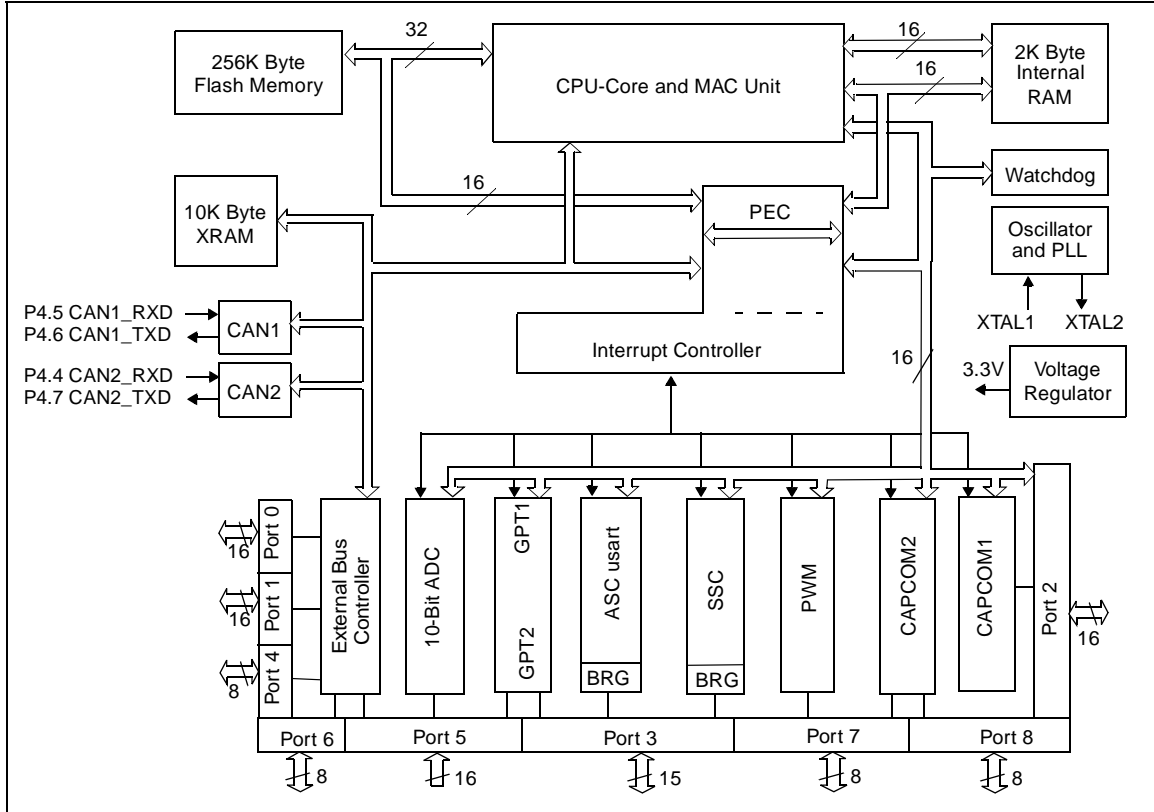 32
16
256K Byte
Flash Memory
CPU-Core and MAC Unit
2K Byte
Internal
RAM
16
16
PEC
Watchdog
10K Byte
XRAM
Oscillator
and PLL
P4.5 CAN1_RXD
P4.6 CAN1_TXD
CAN1
XTAL1
XTAL2
Interrupt Controller
P4.4 CAN2_RXD
P4.7 CAN2_TXD
CAN2
16
3.3V
Voltage
Regulator
Port 0
16
Port 1
16
Port 4
8
External Bus
Controller
10-Bit ADC
GPT1
GPT2
ASC usart
BRG
SSC
BRG
PWM
CAPCOM2
CAPCOM1
Port 2
16
Port 6
Port 5
Port 3
Port 7
Port 8
8
16
15
8
8